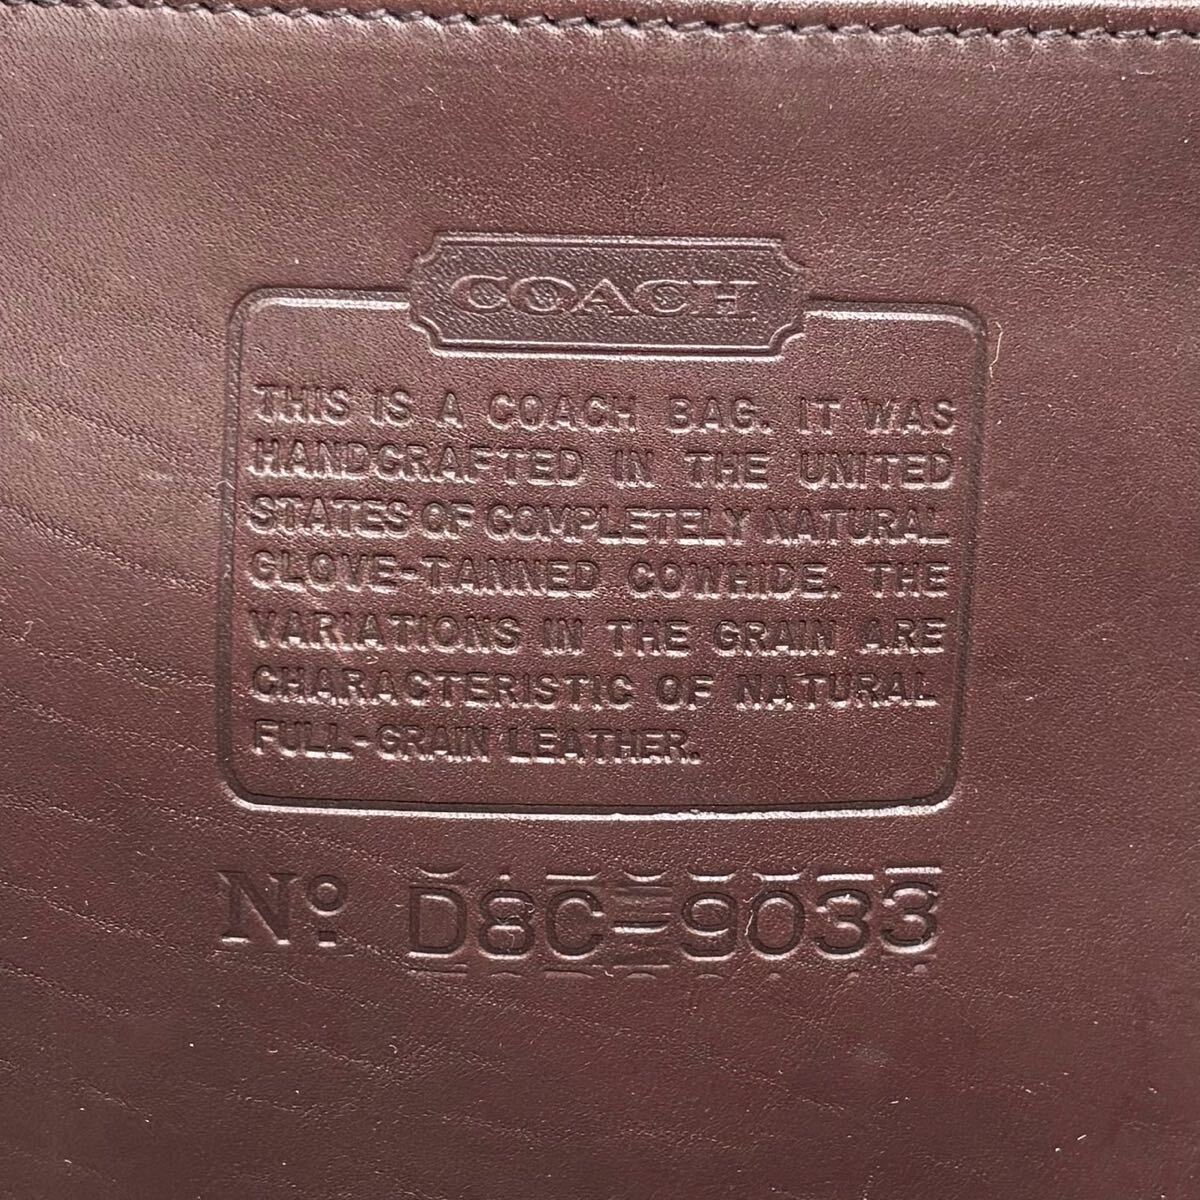 COACH
THIS IS A COACH BAG. IT WAS
HANDCRAFTED IN THE UNITED
STATES OF COMPLETELY NATURAL
GLOVE-TANNED COWHIDE. THE
VARIATIONS IN THE GRAIN ARE
CHARACTERISTIC OF NATURAL
FULL-GRAIN LEATHER.
Nº D8C-9033